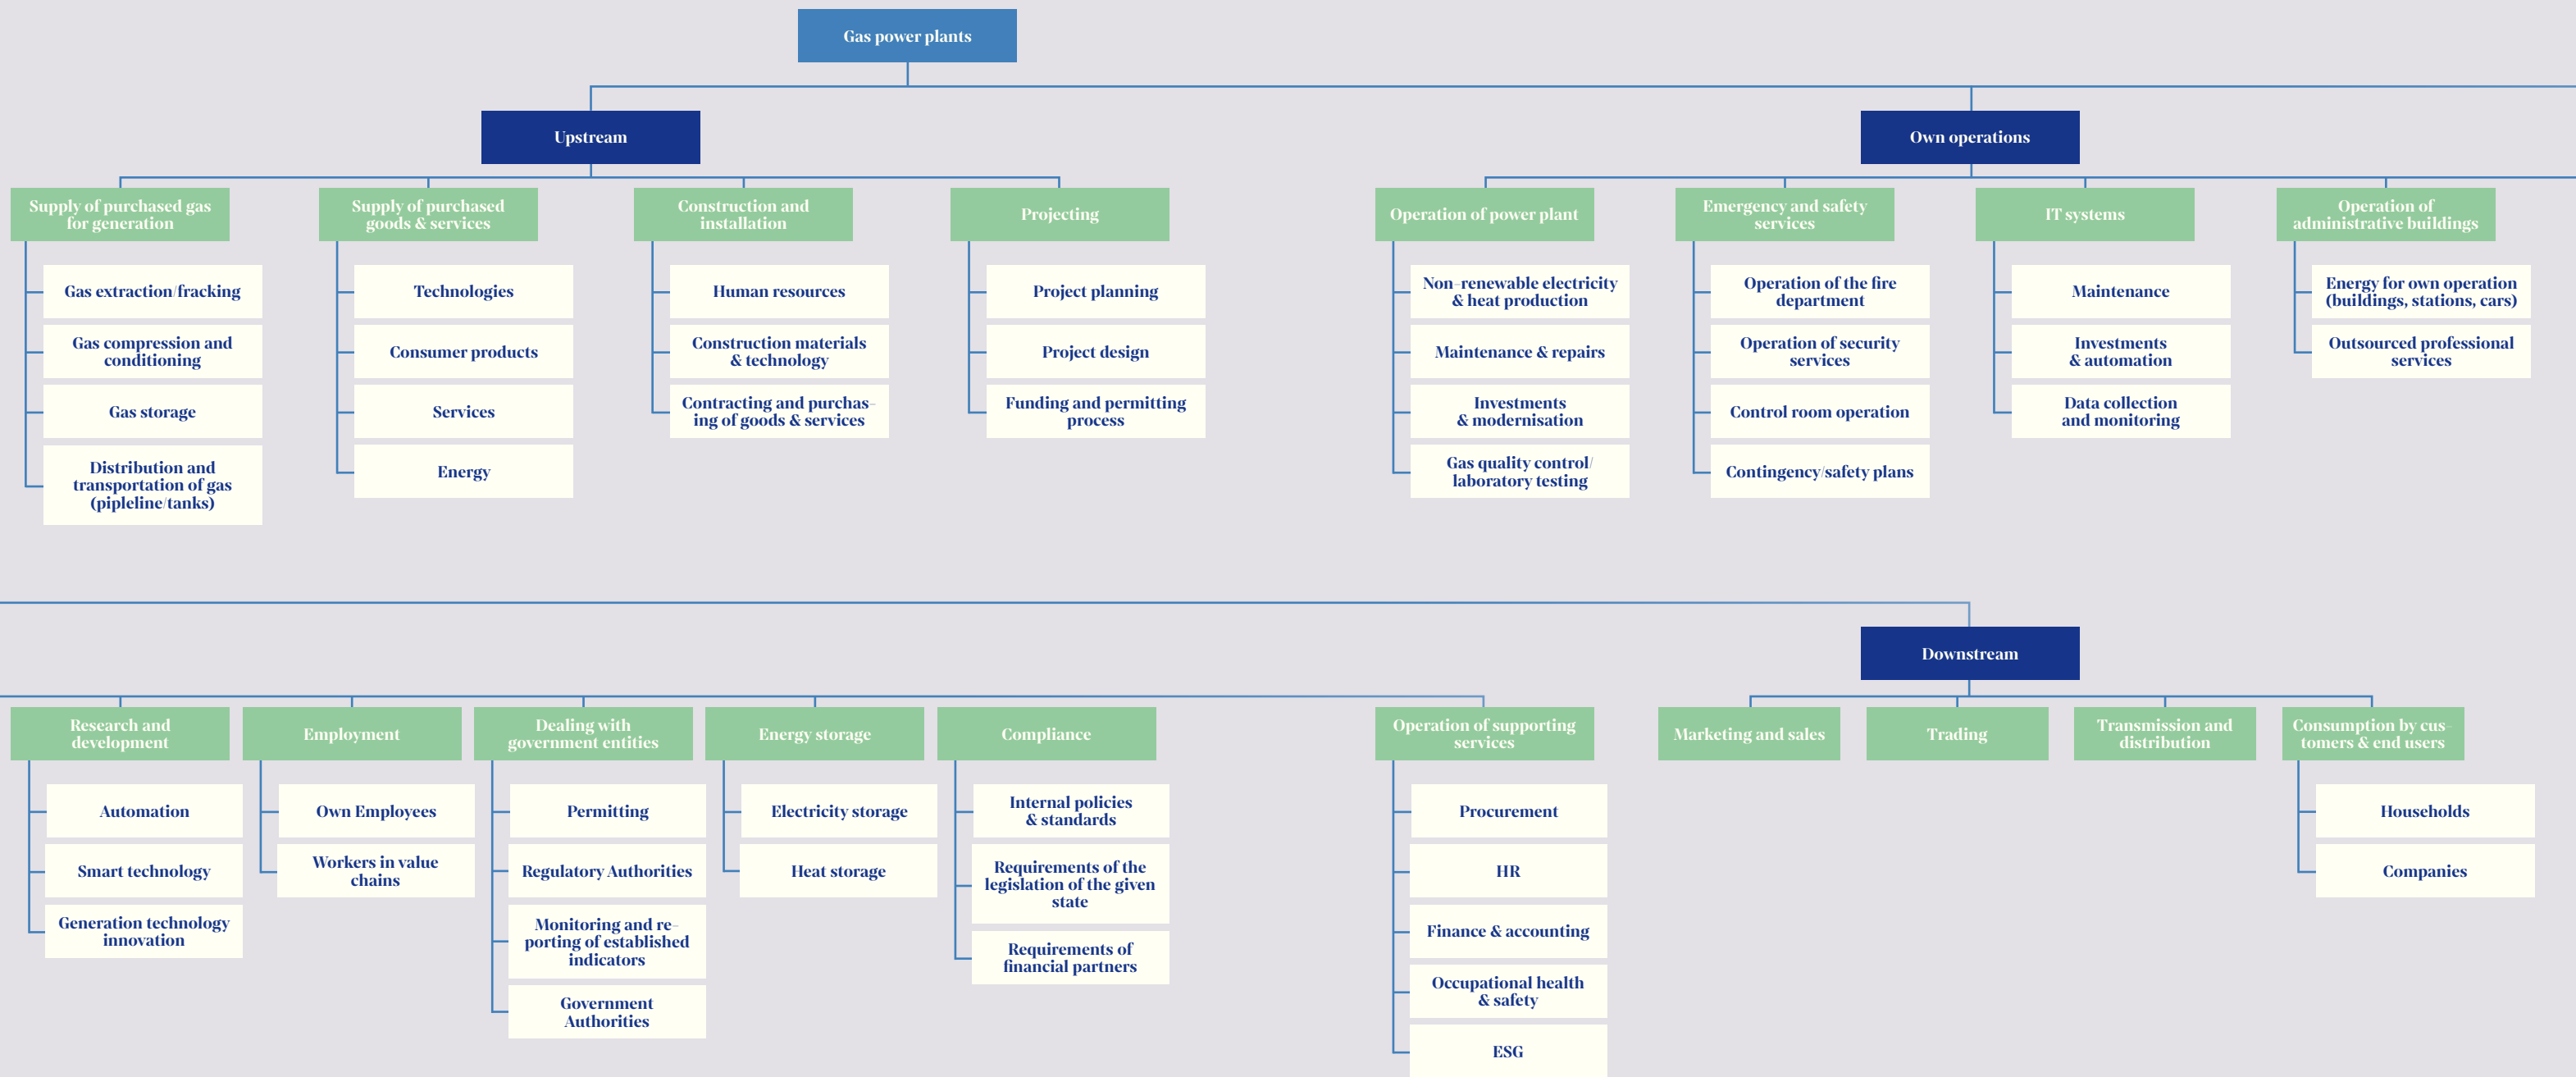 Gas power plants
Upstream
Own operations
Supply of purchased gas
for generation
Supply of purchased
goods & services
Construction and
installation
Projecting
Operation of power plant
Emergency and safety
services
IT systems
Operation of
administrative buildings
Gas extraction/fracking
Gas compression and
conditioning
Gas storage
Distribution and
transportation of gas
(pipleline/tanks)
Technologies
Consumer products
Services
Energy
Human resources
Construction materials
& technology
Contracting and purchas-
ing of goods & services
Project planning
Project design
Funding and permitting
process
Non-renewable electricity
& heat production
Maintenance & repairs
Investments
& modernisation
Gas quality control/
laboratory testing
Operation of the fire
department
Operation of security
services
Control room operation
Contingency/safety plans
Maintenance
Investments
& automation
Data collection
and monitoring
Energy for own operation
(buildings, stations, cars)
Outsourced professional
services
Downstream
Research and
development
Employment
Dealing with
government entities
Energy storage
Compliance
Operation of supporting
services
Marketing and sales
Trading
Transmission and
distribution
Consumption by cus-
tomers & end users
Automation
Smart technology
Generation technology
innovation
Own Employees
Workers in value
chains
Permitting
Regulatory Authorities
Monitoring and re-
porting of established
indicators
Government
Authorities
Electricity storage
Heat storage
Internal policies
& standards
Requirements of the
legislation of the given
state
Requirements of
financial partners
Procurement
HR
Finance & accounting
Occupational health
& safety
ESG
Households
Companies